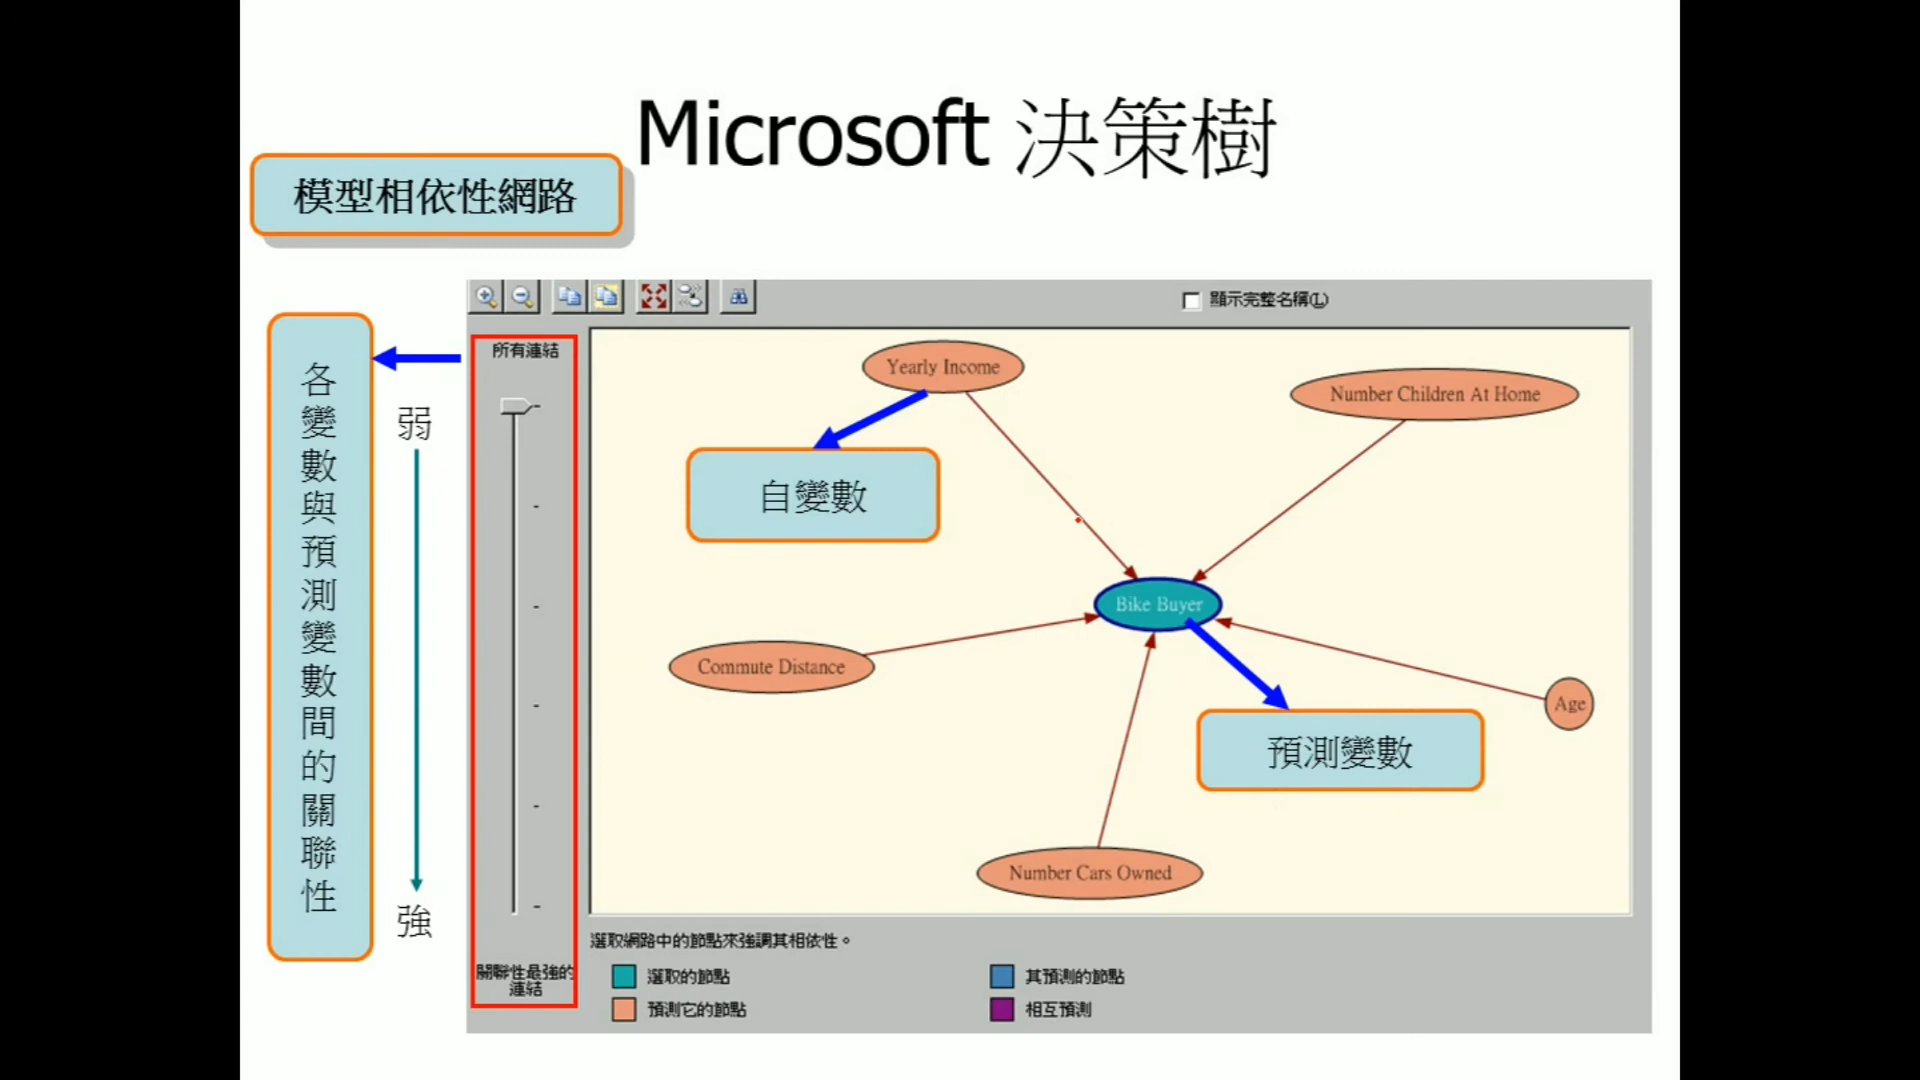 Microsoft 決策樹
模型相依性網路
各變數與預測變數間的關聯性
弱
強
顯示完整名稱(L)
所有連結
關聯性最強的
連結
Yearly Income
Number Children At Home
自變數
Bike Buyer
Commute Distance
Age
預測變數
Number Cars Owned
選取網路中的節點來強調其相依性。
選取的節點
其預測的節點
預測它的節點
相互預測